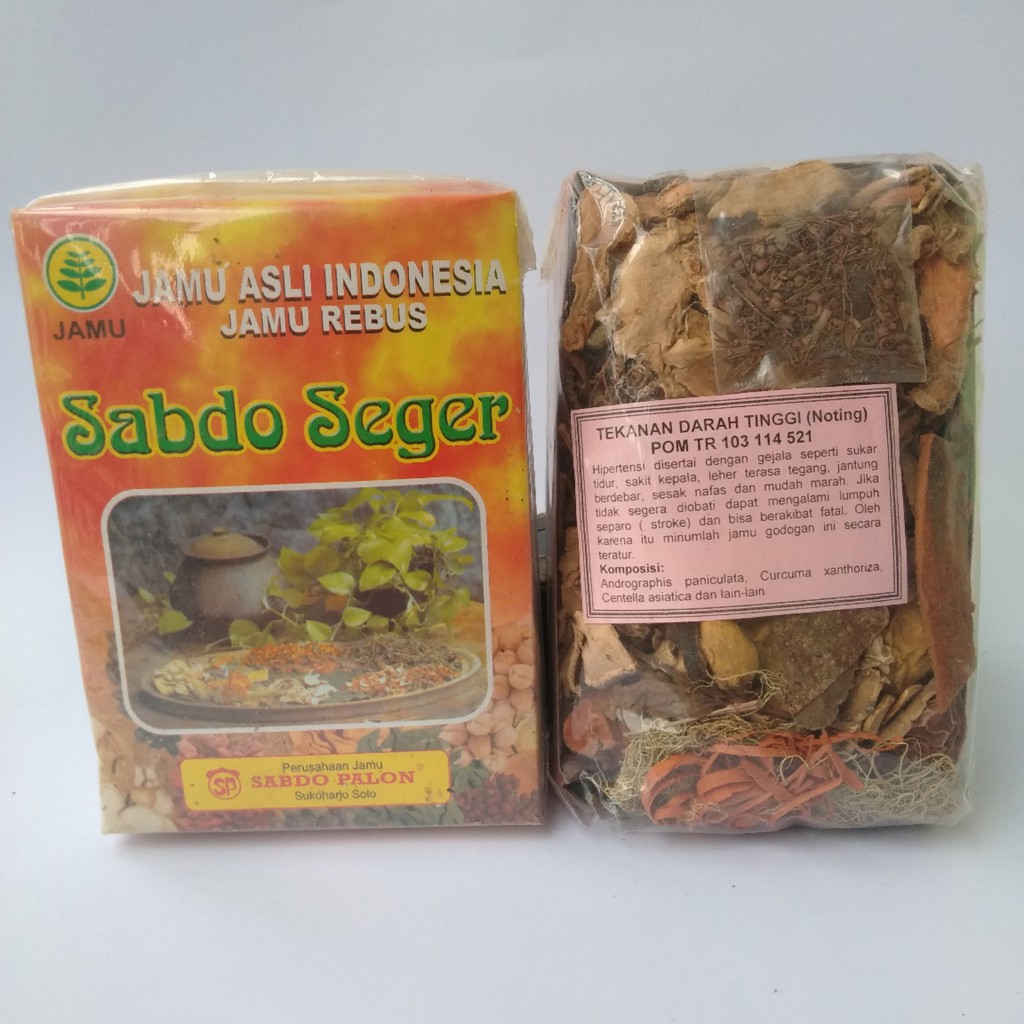 JAMU
JAMU ASLI INDONESIA
JAMU REBUS
Sabdo Seger
SP
Perusahaan Jamu
SABDO PALON
Sukoharjo Solo
TEKANAN DARAH TINGGI (Noting)
POM TR 103 114 521
Hipertensi disertai dengan gejala seperti sukar
tidur, sakit kepala, leher terasa tegang, jantung
berdebar, sesak nafas dan mudah marah. Jika
tidak segera diobati dapat mengalami lumpuh
separo ( stroke) dan bisa berakibat fatal. Oleh
karena itu minumlah jamu godogan ini secara
teratur.
Komposisi:
Andrographis paniculata, Curcuma xanthoriza,
Centella asiatica dan lain-lain